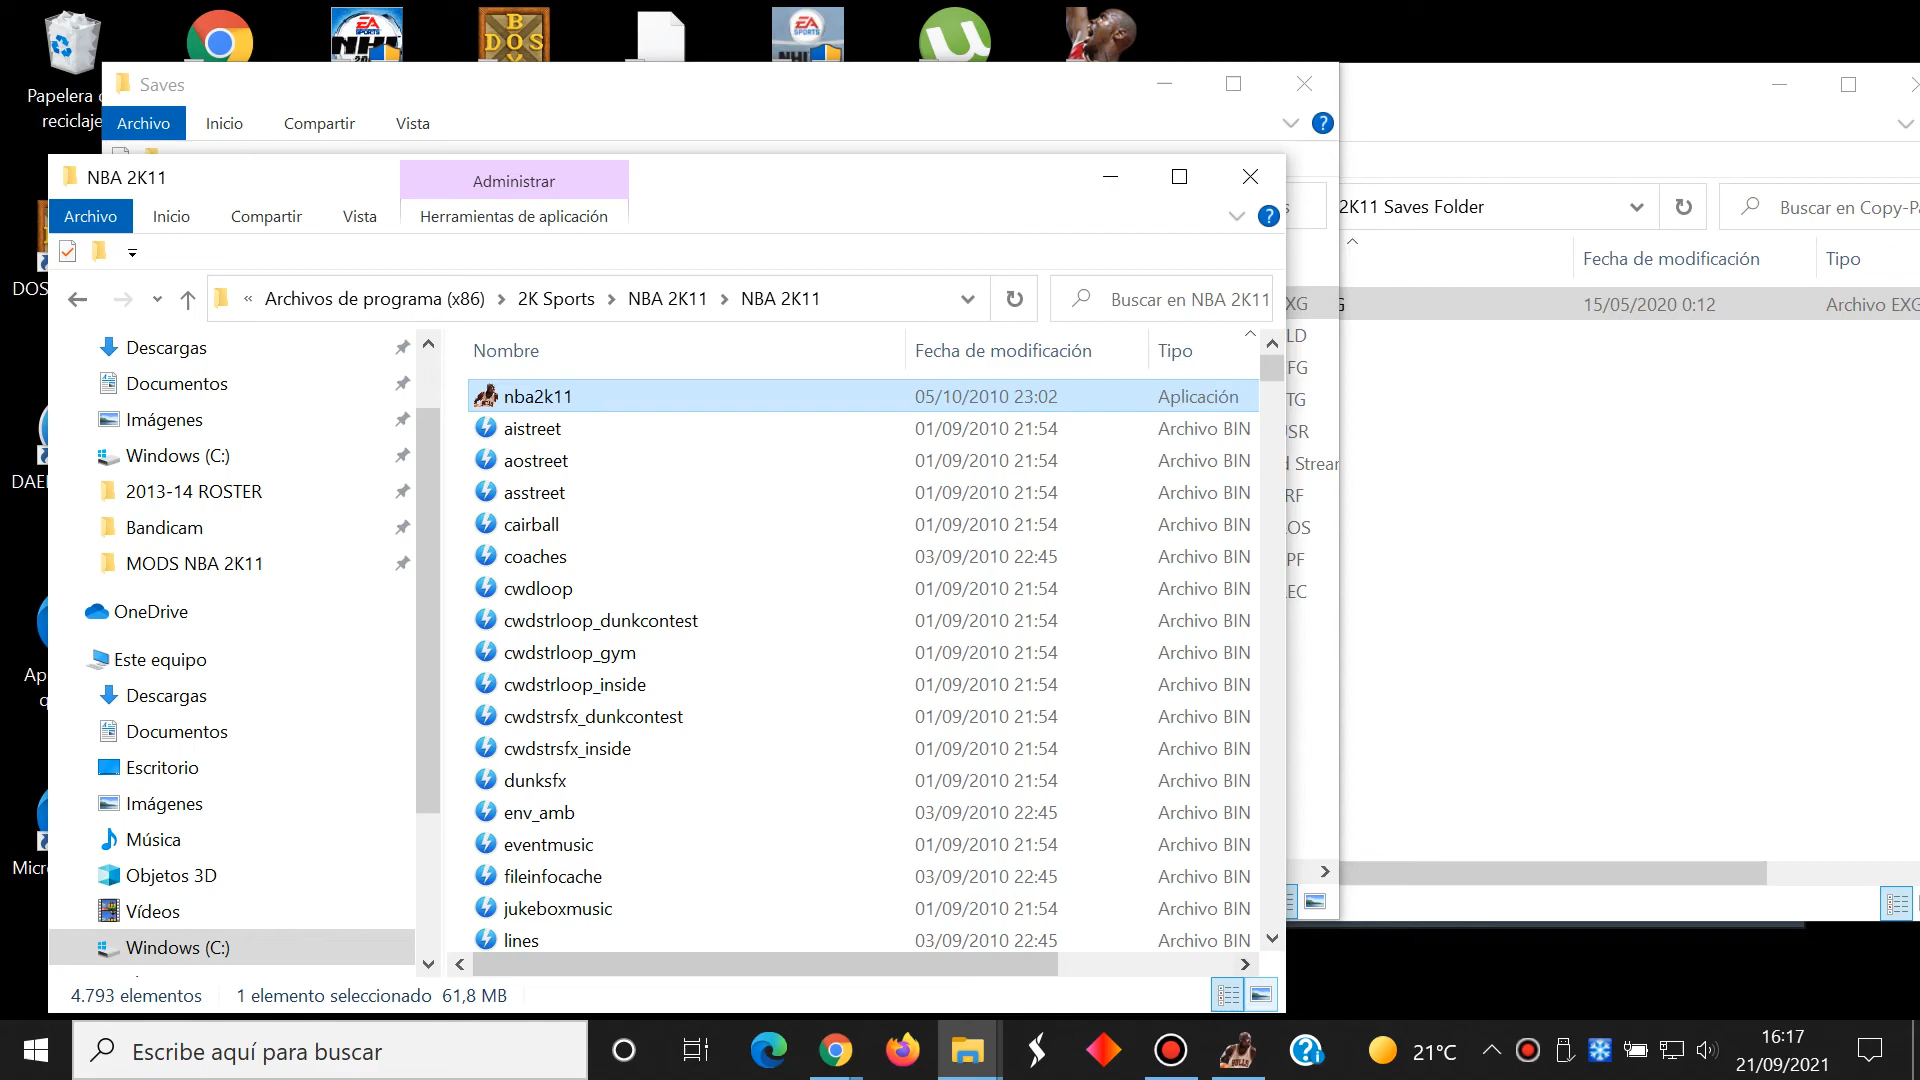 Papelera
reciclaje
Saves
Archivo Inicio Compartir Vista
NBA 2K11 Administrar
Archivo Inicio Compartir Vista Herramientas de aplicación
« Archivos de programa (x86) > 2K Sports > NBA 2K11 > NBA 2K11
Buscar en NBA 2K11
2K11 Saves Folder
Buscar en Copy-Pa
Fecha de modificación Tipo
15/05/2020 0:12 Archivo EXG
Descargas
Documentos
Imágenes
Windows (C:)
2013-14 ROSTER
Bandicam
MODS NBA 2K11
OneDrive
Este equipo
Descargas
Documentos
Escritorio
Imágenes
Música
Objetos 3D
Vídeos
Windows (C:)
Nombre Fecha de modificación Tipo
nba2k11 05/10/2010 23:02 Aplicación
aistreet 01/09/2010 21:54 Archivo BIN
aostreet 01/09/2010 21:54 Archivo BIN
asstreet 01/09/2010 21:54 Archivo BIN
cairball 01/09/2010 21:54 Archivo BIN
coaches 03/09/2010 22:45 Archivo BIN
cwdloop 01/09/2010 21:54 Archivo BIN
cwdstrloop_dunkcontest 01/09/2010 21:54 Archivo BIN
cwdstrloop_gym 01/09/2010 21:54 Archivo BIN
cwdstrloop_inside 01/09/2010 21:54 Archivo BIN
cwdstrsfx_dunkcontest 01/09/2010 21:54 Archivo BIN
cwdstrsfx_inside 01/09/2010 21:54 Archivo BIN
dunksfx 01/09/2010 21:54 Archivo BIN
env_amb 03/09/2010 22:45 Archivo BIN
eventmusic 01/09/2010 21:54 Archivo BIN
fileinfocache 03/09/2010 22:45 Archivo BIN
jukeboxmusic 01/09/2010 21:54 Archivo BIN
lines 03/09/2010 22:45 Archivo BIN
4.793 elementos 1 elemento seleccionado 61,8 MB
Escribe aquí para buscar
21°C
16:17
21/09/2021